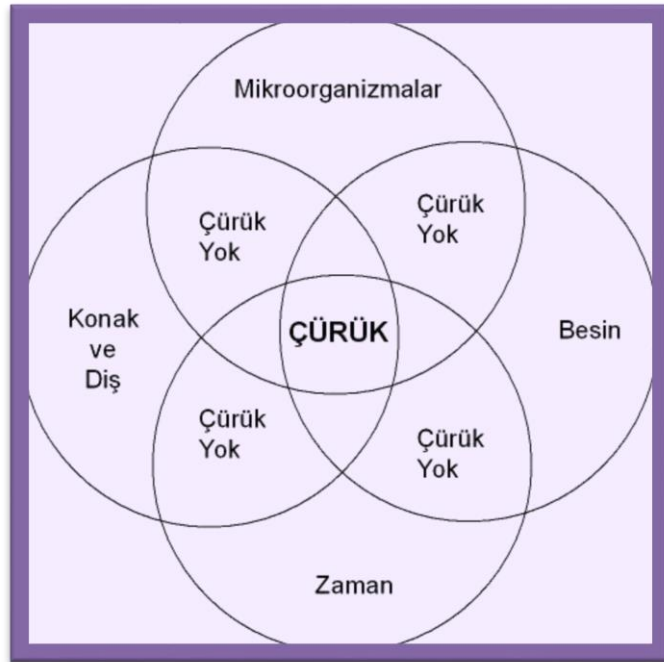 Mikroorganizmalar
Çürük
Yok
Çürük
Yok
Konak
ve
Diş
ÇÜRÜK
Besin
Çürük
Yok
Çürük
Yok
Zaman